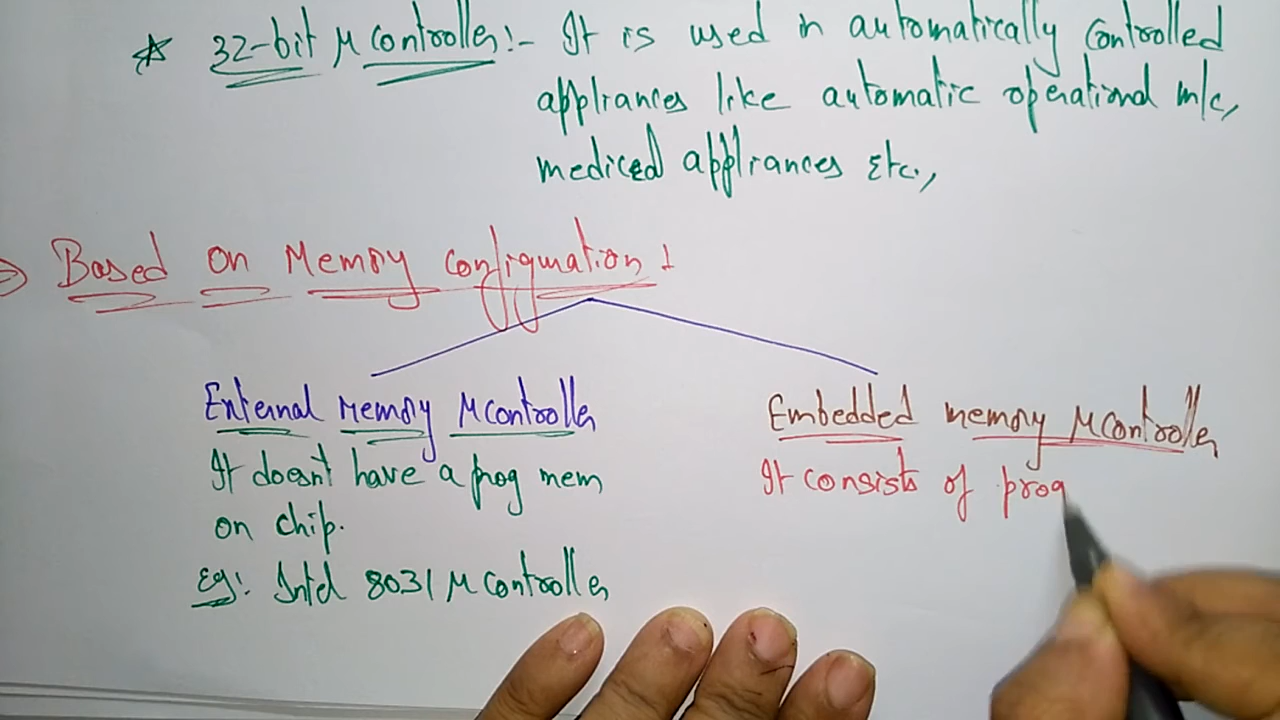 ☆ 32-bit μcontroller:- It is used in automatically controlled
appliances like automatic operational m/c,
medical appliances Etc.,
⇒ Based on Memory configuration:
External Memory μcontroller
It doesn't have a prog mem
on chip.
Eg: Intel 8031 μcontroller
Embedded memory μcontroller
It consists of prog